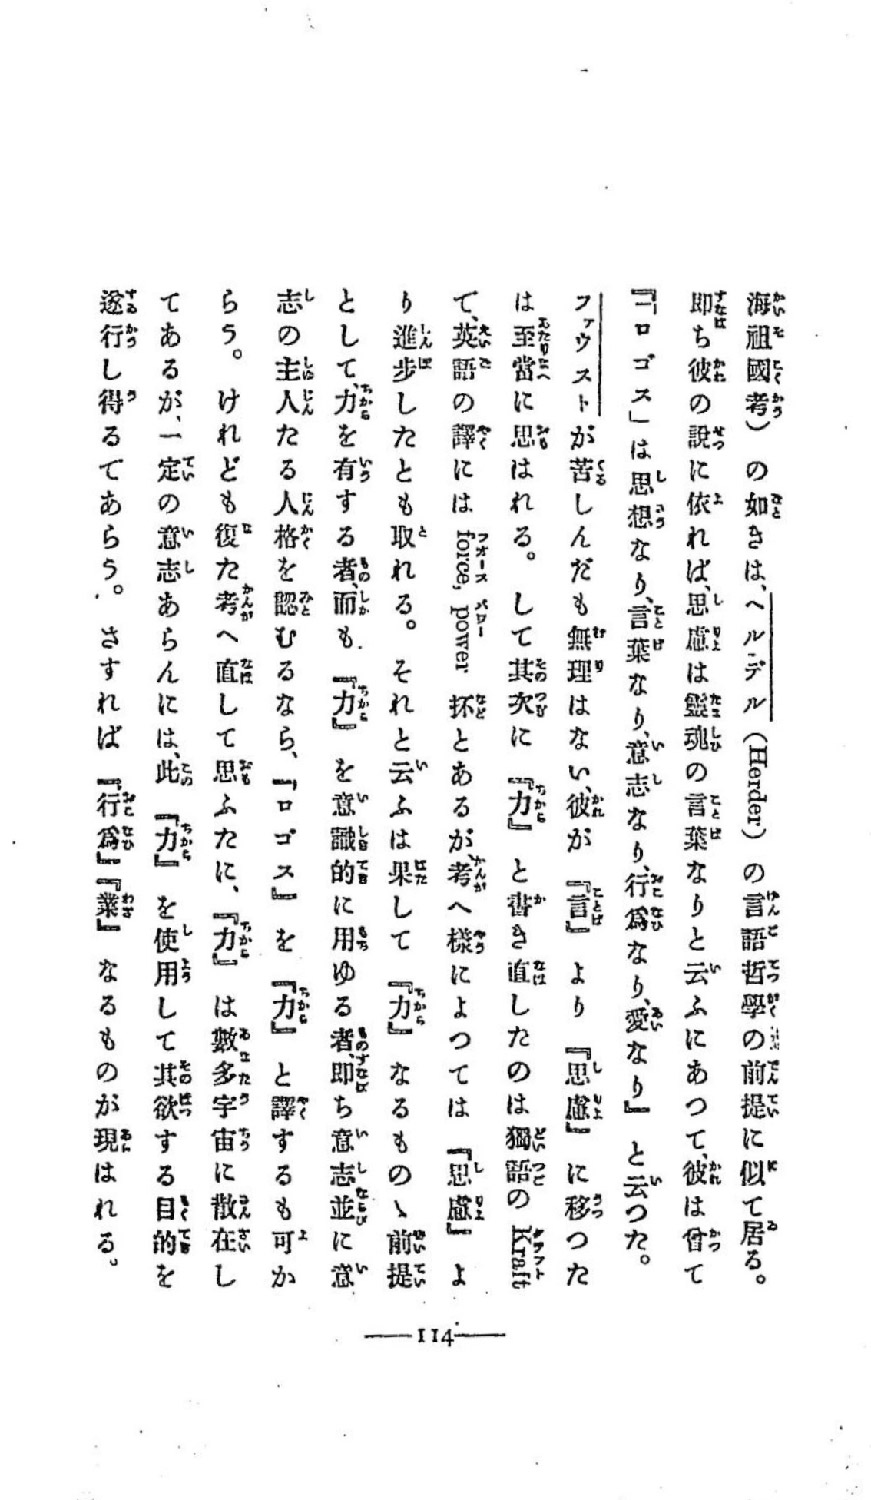 海祖國考)の如きは、ヘルデル(Herder)の言語哲學の前提に似て居る。
即ち彼の説に依れば、思慮は靈魂の言葉なりと云ふにあつて、彼は曾て
『「ロゴス」は思想なり、言葉なり、意志なり、行爲なり、愛なり』と云つた。
ファウストが苦しんだも無理はない、彼が『言』より『思慮』に移つた
は至當に思はれる。して其次に『力』と書き直したのは獨語の Kraft
て、英語の譯には force, power 抔とあるが考へ樣によつては『思慮』よ
り進步したとも取れる。それと云ふは果して『力』なるものゝ前提
として、力を有する者、而も『力』を意識的に用ゆる者、即ち意志並に意
志の主人たる人格を認むるなら、『ロゴス』を『力』と譯するも可か
らう。けれども復た考へ直して思ふたに、『力』は數多宇宙に散在し
てあるが、一定の意志あらんには、此『力』を使用して其欲する目的を
遂行し得るてあらう。さすれば『行爲』『業』なるものが現はれる。
114